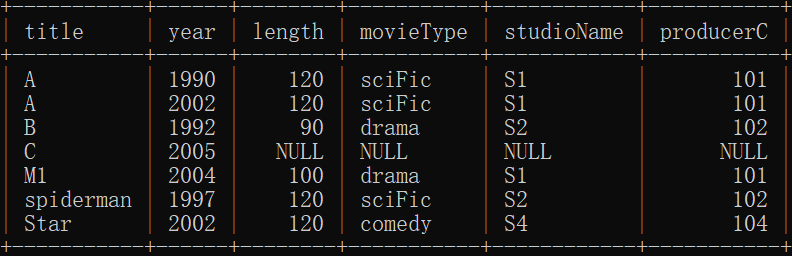 title year length movieType studioName producerC
A 1990 120 sciFic S1 101
A 2002 120 sciFic S1 101
B 1992 90 drama S2 102
C 2005 NULL NULL NULL NULL
M1 2004 100 drama S1 101
spiderman 1997 120 sciFic S2 102
Star 2002 120 comedy S4 104